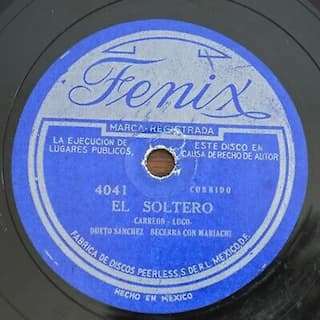 Fenix
MARCA REGISTRADA
LA EJECUCION DE ESTE DISCO EN
LUGARES PUBLICOS, CAUSA DERECHO DE AUTOR
4041 CORRIDO
EL SOLTERO
CARREON-LUGO-
DUETO SANCHEZ BECERRA CON MARIACHI
FABRICA DE DISCOS PEERLESS, S DE R.L. MEXICO, D.F.
HECHO EN MEXICO